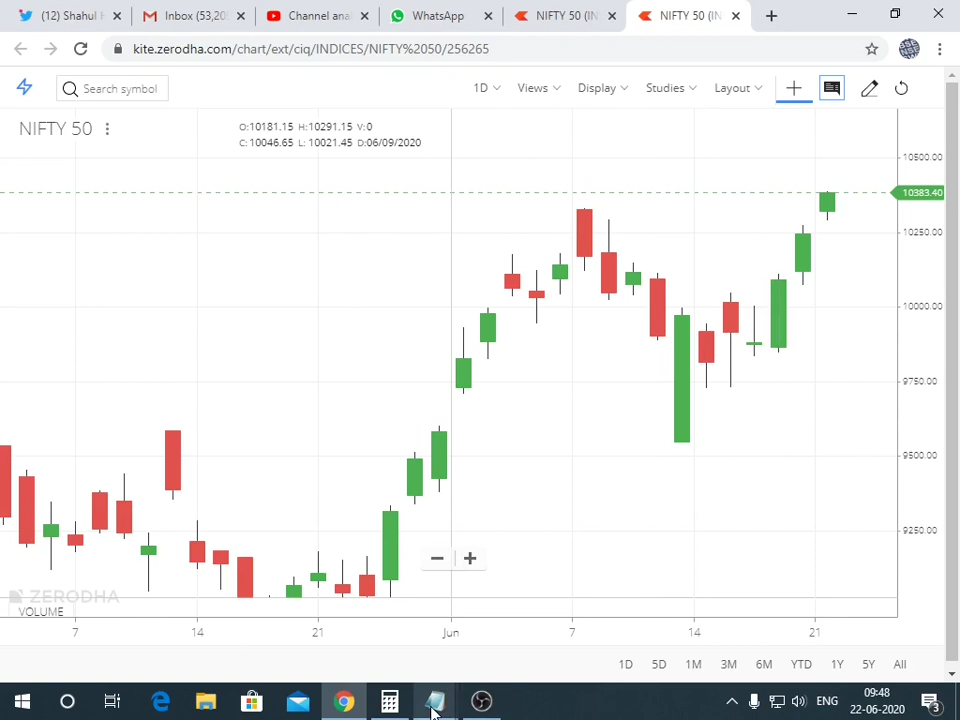 (12) Shahul H
Inbox (53,20
Channel ana
WhatsApp
NIFTY 50 (IN
NIFTY 50 (IN
kite.zerodha.com/chart/ext/ciq/INDICES/NIFTY%2050/256265
Search symbol
1D
Views
Display
Studies
Layout
NIFTY 50
O:10181.15 H:10291.15 V:0
C: 10046.65 L: 10021.45 D:06/09/2020
10500.00
10383.40
10250.00
10000.00
9750.00
9500.00
9250.00
ZERODHA
VOLUME
7 14 21 Jun 7 14 21
1D 5D 1M 3M 6M YTD 1Y 5Y All
ENG
09:48
22-06-2020
3